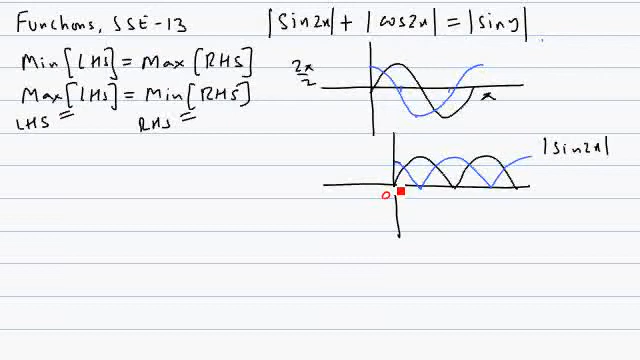 Functions, SSE-13
|Sin2x| + |cos2x| = |siny|
Min[LHS] = Max[RHS]
Max[LHS] = Min[RHS]
LHS RHS
2π/2
π
|sin2x|
0